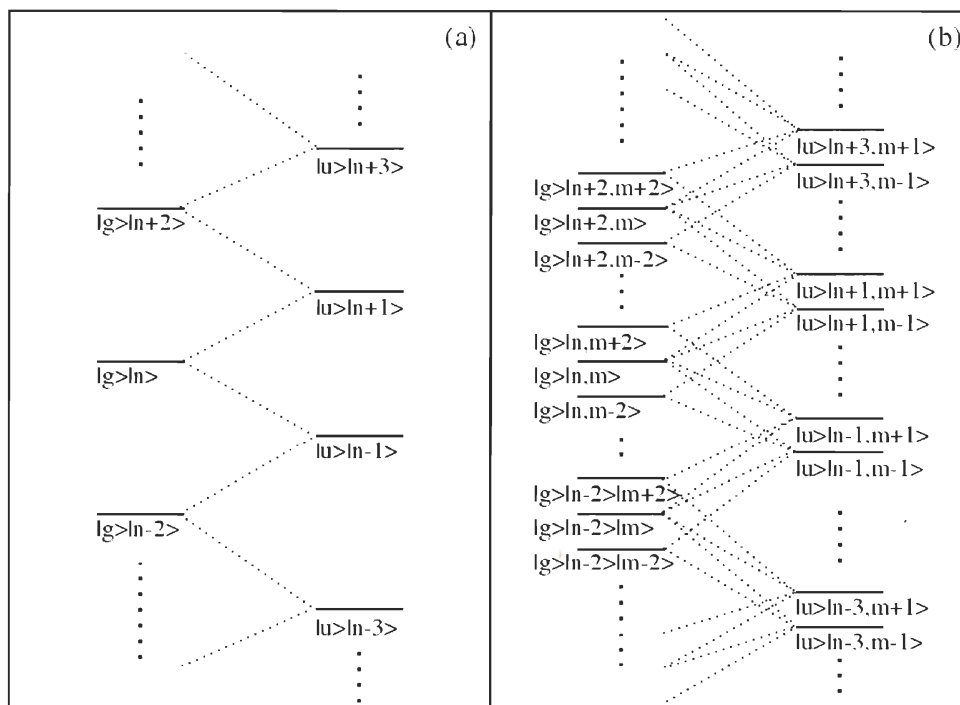 (a)
|u>|n+3>
|g>|n+2>
|u>|n+1>
|g>|n>
|u>|n-1>
|g>|n-2>
|u>|n-3>
(b)
|u>|n+3,m+1>
|g>|n+2,m+2>
|u>|n+3,m-1>
|g>|n+2,m>
|g>|n+2,m-2>
|u>|n+1,m+1>
|u>|n+1,m-1>
|g>|n,m+2>
|g>|n,m>
|g>|n,m-2>
|u>|n-1,m+1>
|u>|n-1,m-1>
|g>|n-2>|m+2>
|g>|n-2>|m>
|g>|n-2>|m-2>
|u>|n-3,m+1>
|u>|n-3,m-1>